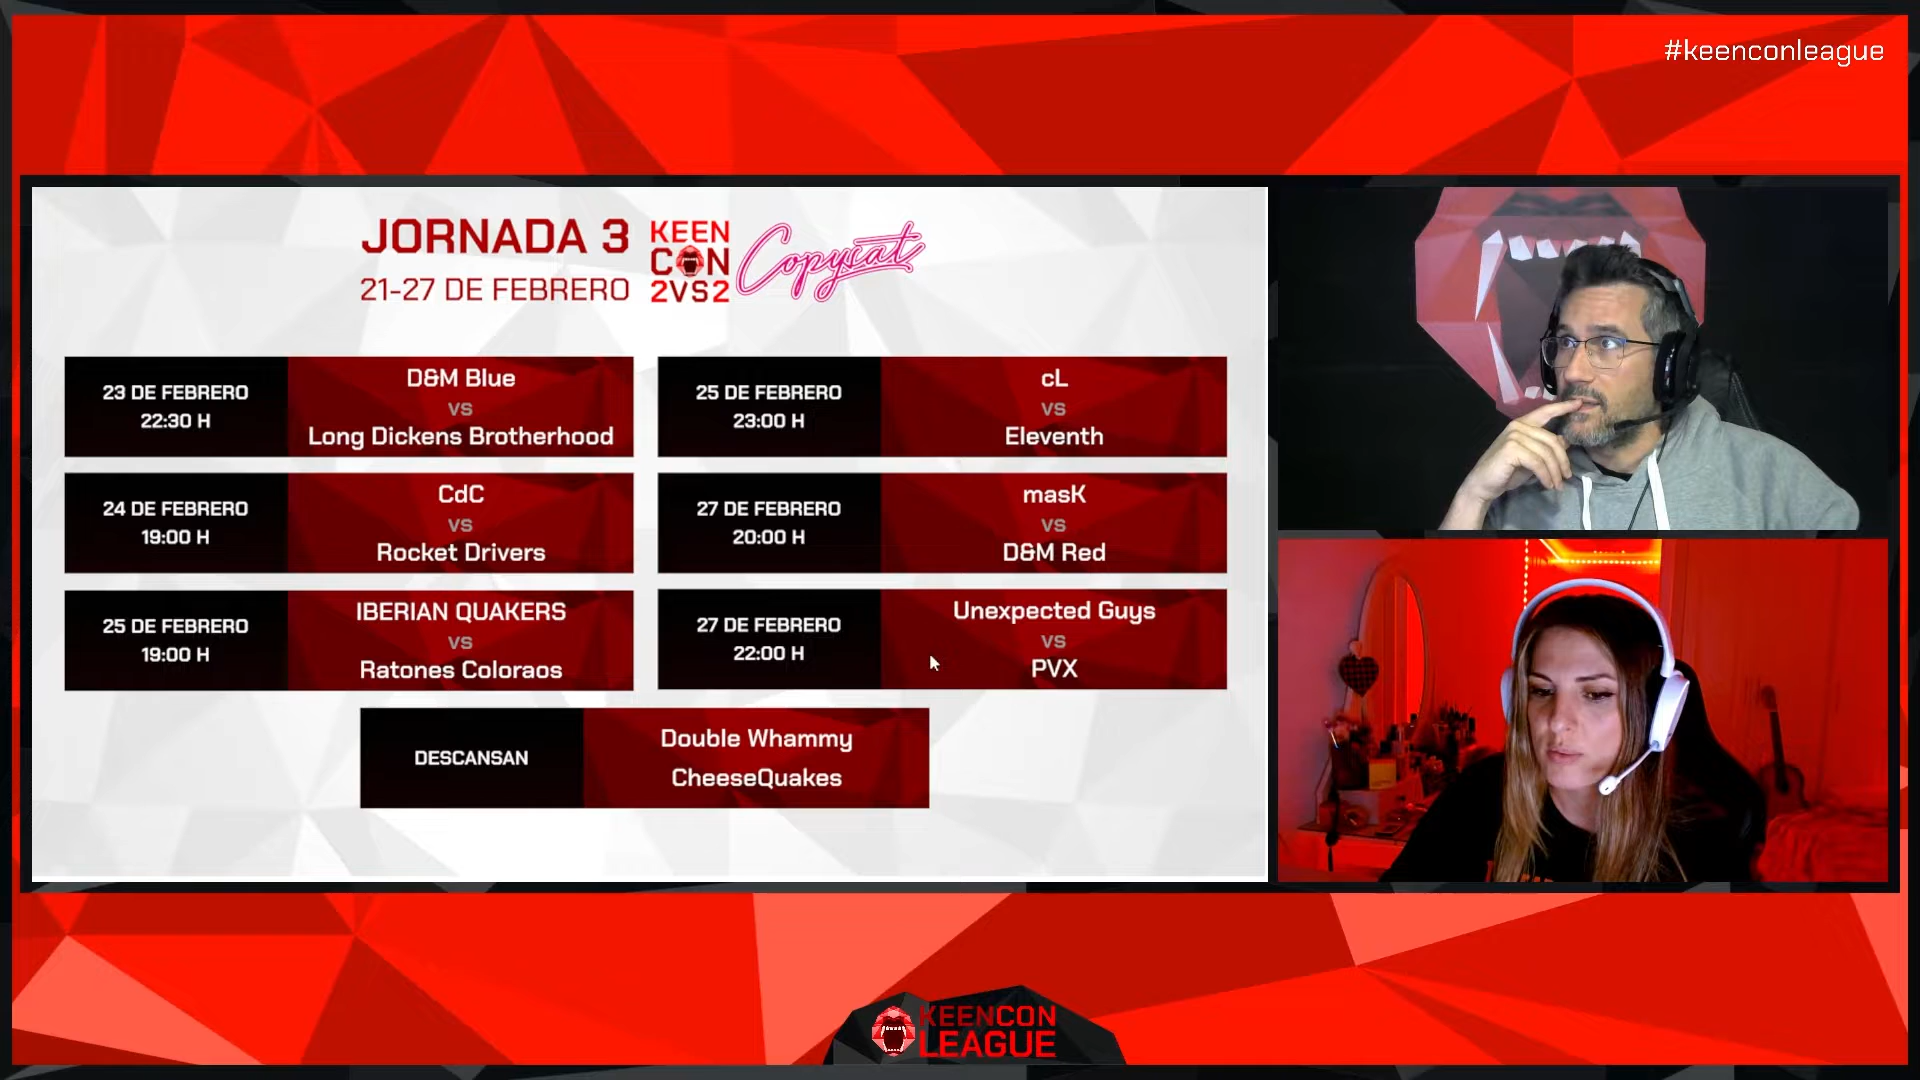 #keenconleague
JORNADA 3
21-27 DE FEBRERO
KEEN
CON
2VS2
Copycat
23 DE FEBRERO
22:30 H
D&M Blue
VS
Long Dickens Brotherhood
25 DE FEBRERO
23:00 H
cL
VS
Eleventh
24 DE FEBRERO
19:00 H
CdC
VS
Rocket Drivers
27 DE FEBRERO
20:00 H
masK
VS
D&M Red
25 DE FEBRERO
19:00 H
IBERIAN QUAKERS
VS
Ratones Coloraos
27 DE FEBRERO
22:00 H
Unexpected Guys
VS
PVX
DESCANSAN
Double Whammy
CheeseQuakes
KEENCON
LEAGUE